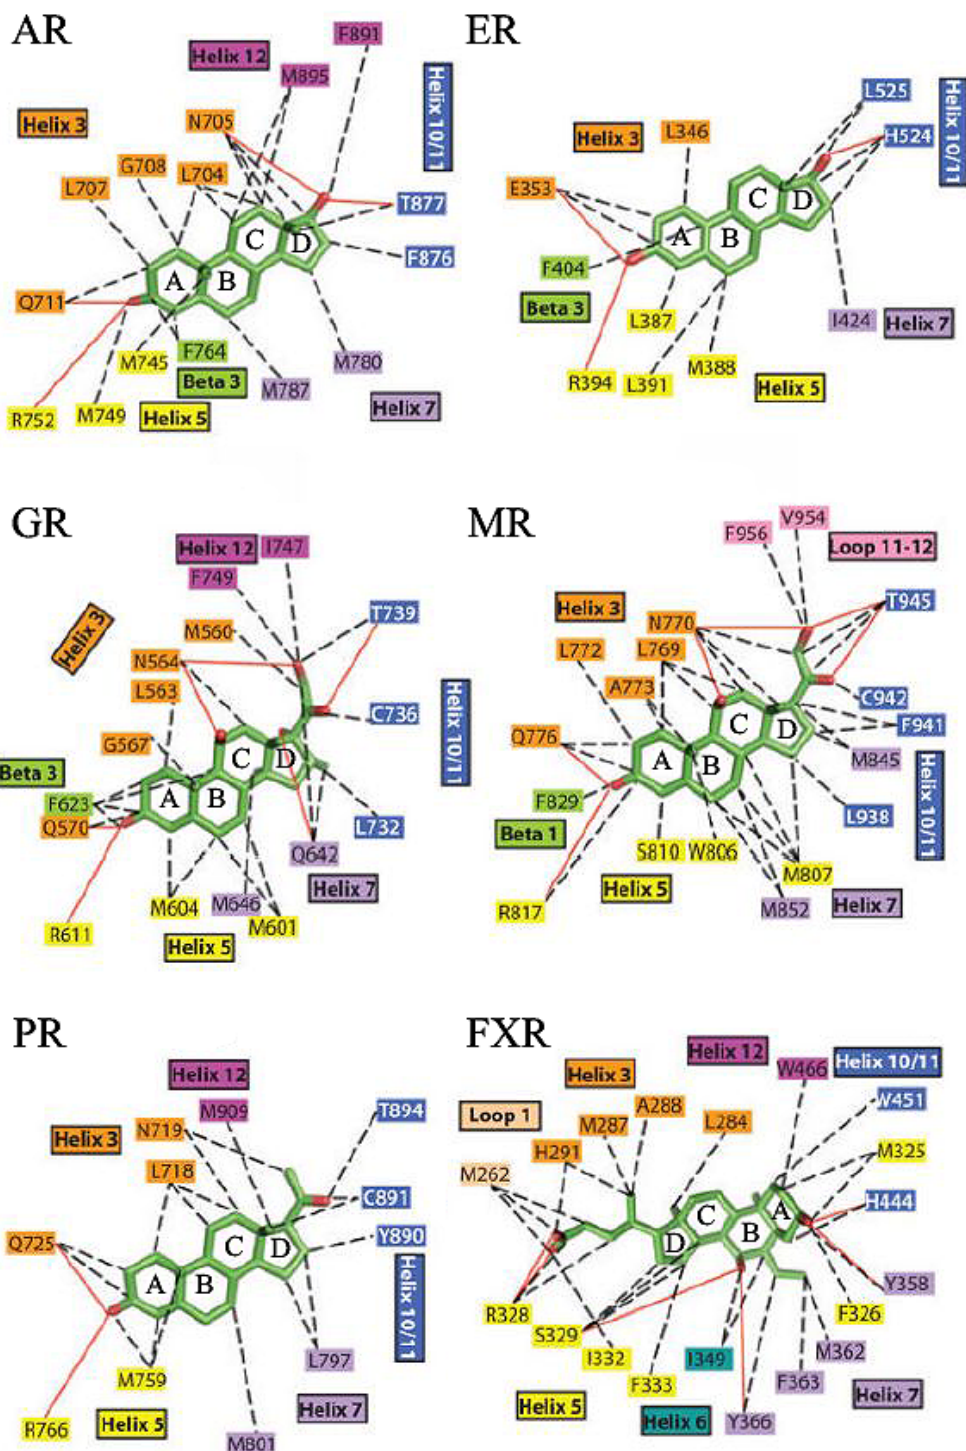 AR
F891
Helix 12
M895
Helix 10/11
N705
Helix 3
G708
L704
L707
T877
C
D
F876
A
B
Q711
M745
F764
M780
Beta 3
M787
R752
M749
Helix 5
Helix 7
ER
L525
Helix 10/11
L346
H524
Helix 3
E353
C
D
A
B
F404
Beta 3
L387
I424
Helix 7
R394
L391
M388
Helix 5
GR
Helix 12
I747
F749
T739
Helix 3
M560
N564
L563
C736
Helix 10/11
G567
C
D
Beta 3
F623
A
B
Q570
L732
Q642
Helix 7
M604
M646
R611
M601
Helix 5
MR
V954
F956
Loop 11-12
Helix 3
T945
N770
L772
L769
A773
C942
C
D
F941
Q776
M845
A
B
F829
L938
Helix 10/11
Beta 1
S810
W806
M807
Helix 5
R817
M852
Helix 7
PR
Helix 12
M909
T894
N719
Helix 3
L718
C891
Q725
C
D
Y890
A
B
Helix 10/11
L797
M759
R766
Helix 5
Helix 7
M801
FXR
Helix 12
Helix 10/11
W466
Helix 3
A288
W451
Loop 1
M287
L284
H291
M325
M262
H444
C
A
D
B
Y358
R328
F326
S329
I332
I349
M362
F333
F363
Helix 5
Helix 6
Y366
Helix 7